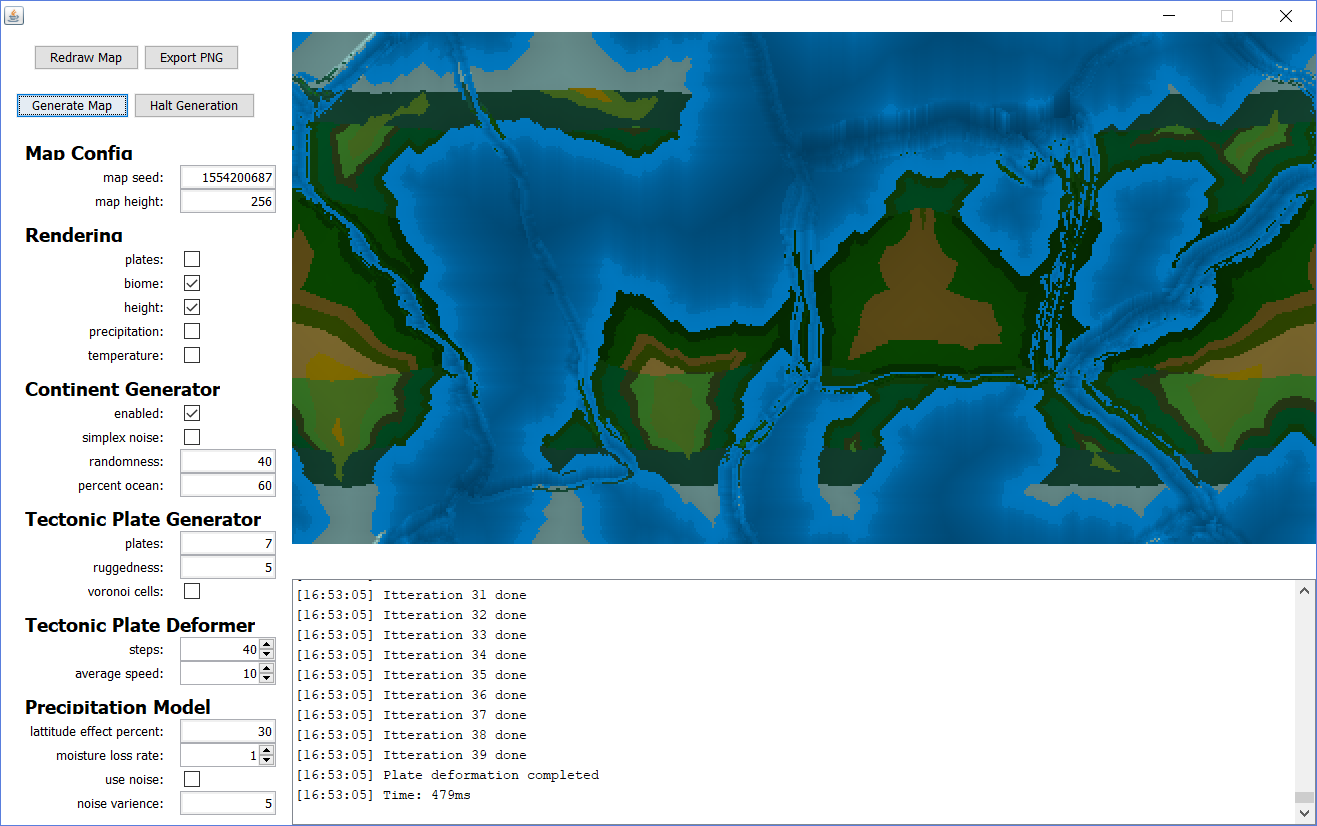 Redraw Map Export PNG
Generate Map Halt Generation
Map Config
map seed: 1554200687
map height: 256
Rendering
plates:
biome:
height:
precipitation:
temperature:
Continent Generator
enabled:
simplex noise:
randomness: 40
percent ocean: 60
Tectonic Plate Generator
plates: 7
ruggedness: 5
voronoi cells:
Tectonic Plate Deformer
steps: 40
average speed: 10
Precipitation Model
lattitude effect percent: 30
moisture loss rate: 1
use noise:
noise varience: 5
[16:53:05] Itteration 31 done
[16:53:05] Itteration 32 done
[16:53:05] Itteration 33 done
[16:53:05] Itteration 34 done
[16:53:05] Itteration 35 done
[16:53:05] Itteration 36 done
[16:53:05] Itteration 37 done
[16:53:05] Itteration 38 done
[16:53:05] Itteration 39 done
[16:53:05] Plate deformation completed
[16:53:05] Time: 479ms